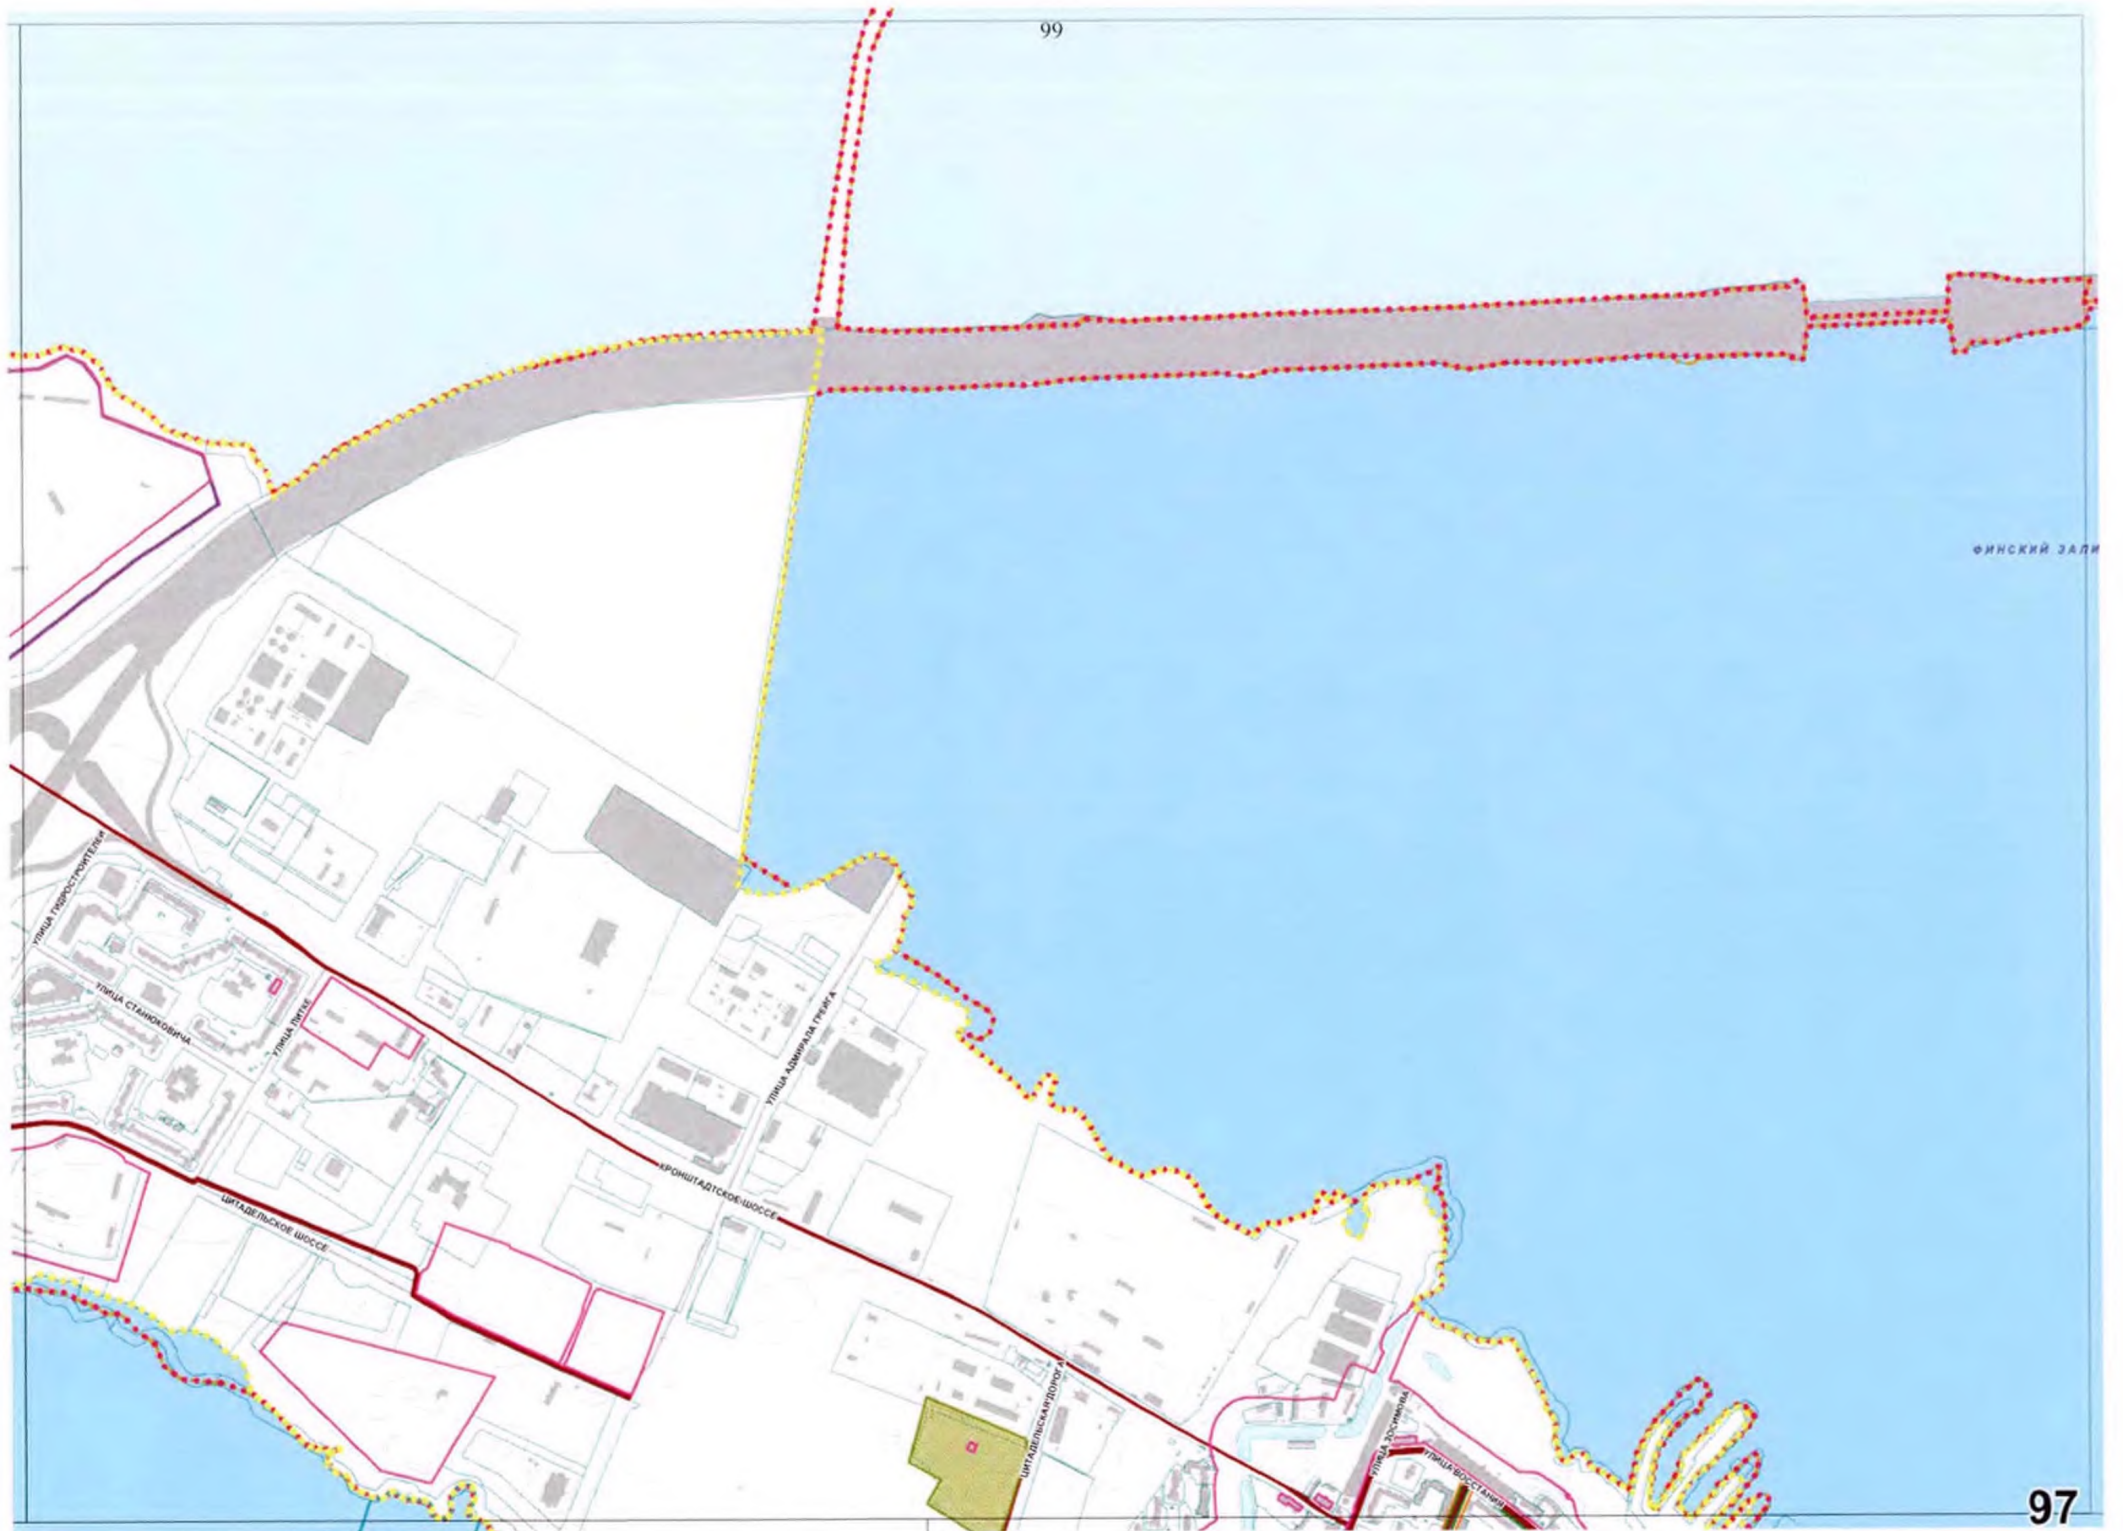 99
ФИНСКИЙ ЗАЛИ
УЛИЦА ГИДРОСТРОИТЕЛЕЙ
УЛИЦА СТАНЮКОВИЧА
УЛИЦА ЛИТКЕ
УЛИЦА АДМИРАЛА ГРЕЙГА
КРОНШТАДТСКОЕ ШОССЕ
ЦИТАДЕЛЬСКОЕ ШОССЕ
ЦИТАДЕЛЬСКАЯ ДОРОГА
УЛИЦА ЗОСИМОВА
УЛИЦА ВОССТАНИЯ
97